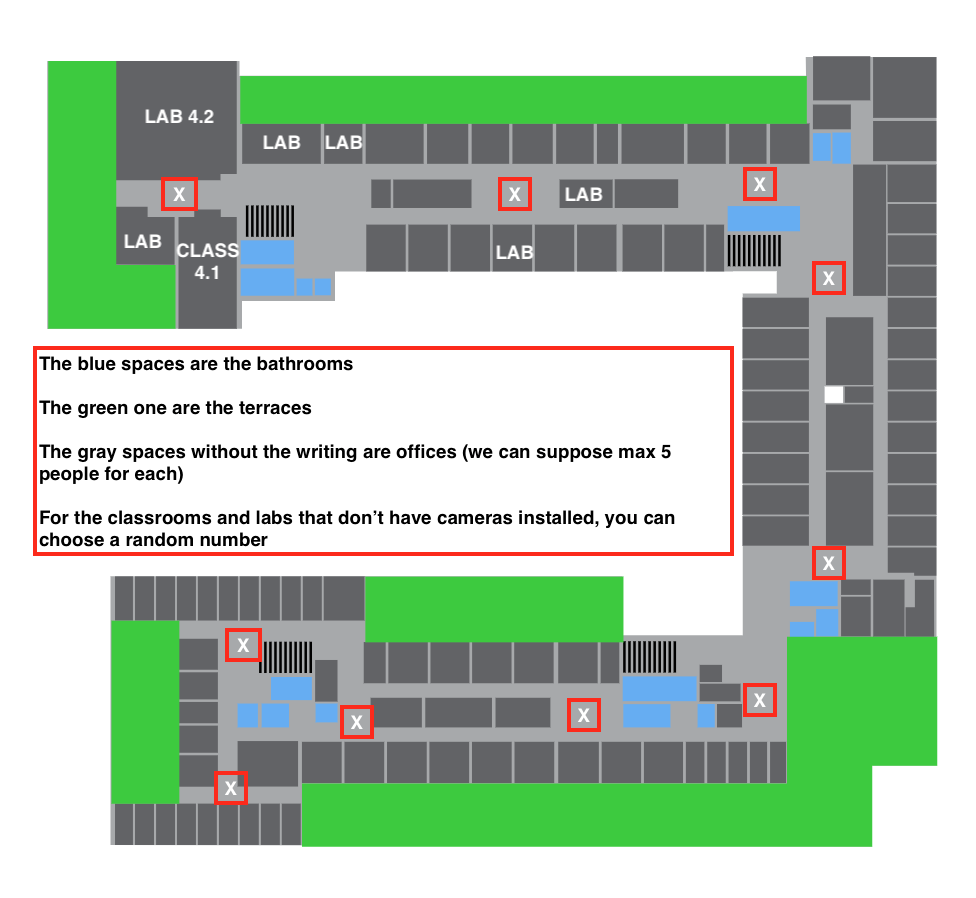 LAB 4.2
LAB
LAB
X
X
X
LAB
LAB
CLASS
4.1
LAB
X
The blue spaces are the bathrooms
The green one are the terraces
The gray spaces without the writing are offices (we can suppose max 5
people for each)
For the classrooms and labs that don’t have cameras installed, you can
choose a random number
X
X
X
X
X
X